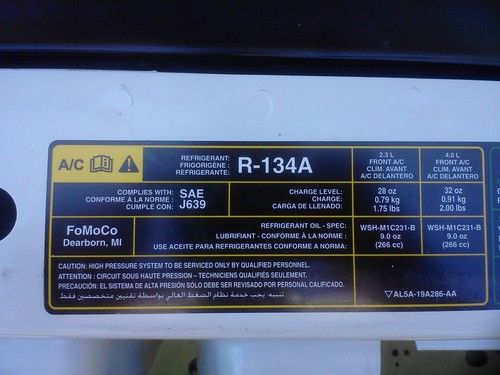 A/C
REFRIGERANT:
FRIGORIGÈNE:
REFRIGERANTE:
R-134A
2.3 L
FRONT A/C
CLIM. AVANT
A/C DELANTERO
4.0 L
FRONT A/C
CLIM. AVANT
A/C DELANTERO
COMPLIES WITH:
CONFORME À LA NORME :
CUMPLE CON:
SAE
J639
CHARGE LEVEL:
CHARGE:
CARGA DE LLENADO:
28 oz
0.79 kg
1.75 lbs
32 oz
0.91 kg
2.00 lbs
FoMoCo
Dearborn, MI
REFRIGERANT OIL - SPEC:
LUBRIFIANT - CONFORME À LA NORME :
USE ACEITE PARA REFRIGERANTES CONFORME A NORMA:
WSH-M1C231-B
9.0 oz
(266 cc)
WSH-M1C231-B
9.0 oz
(266 cc)
CAUTION: HIGH PRESSURE SYSTEM TO BE SERVICED ONLY BY QUALIFIED PERSONNEL.
ATTENTION : CIRCUIT SOUS HAUTE PRESSION – TECHNICIENS QUALIFIÉS SEULEMENT.
PRECAUCIÓN: EL SISTEMA DE ALTA PRESIÓN SÓLO DEBE SER REVISADO POR PERSONAL CALIFICADO.
تنبيه: يجب خدمة نظام الضغط العالي بواسطة تقنيين متخصصين فقط
AL5A-19A286-AA